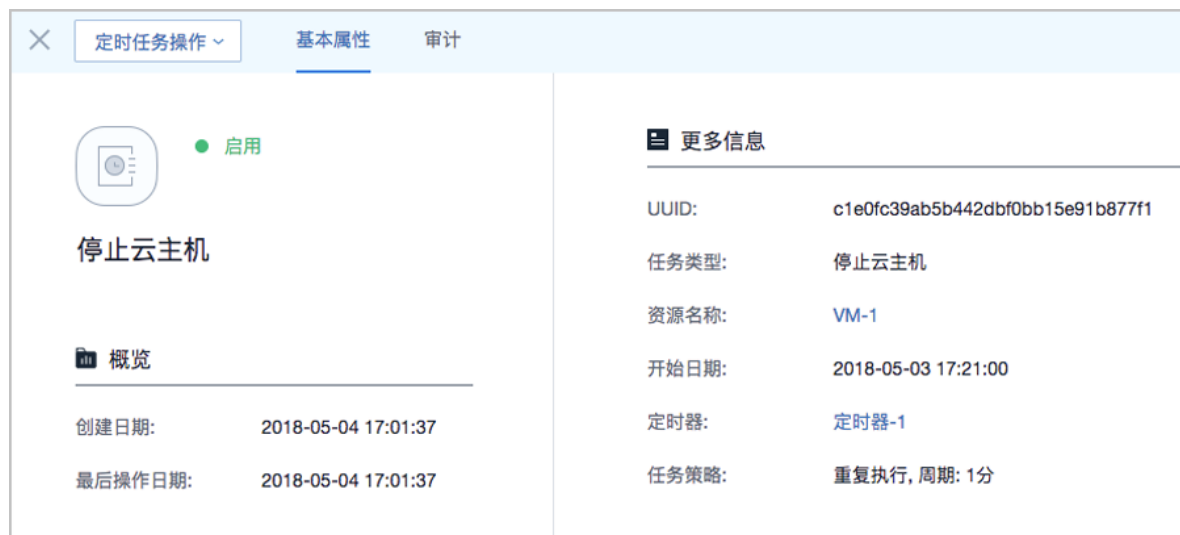 定时任务操作
基本属性
审计
启用
停止云主机
概览
创建日期: 2018-05-04 17:01:37
最后操作日期: 2018-05-04 17:01:37
更多信息
UUID: c1e0fc39ab5b442dbf0bb15e91b877f1
任务类型: 停止云主机
资源名称: VM-1
开始日期: 2018-05-03 17:21:00
定时器: 定时器-1
任务策略: 重复执行, 周期: 1分